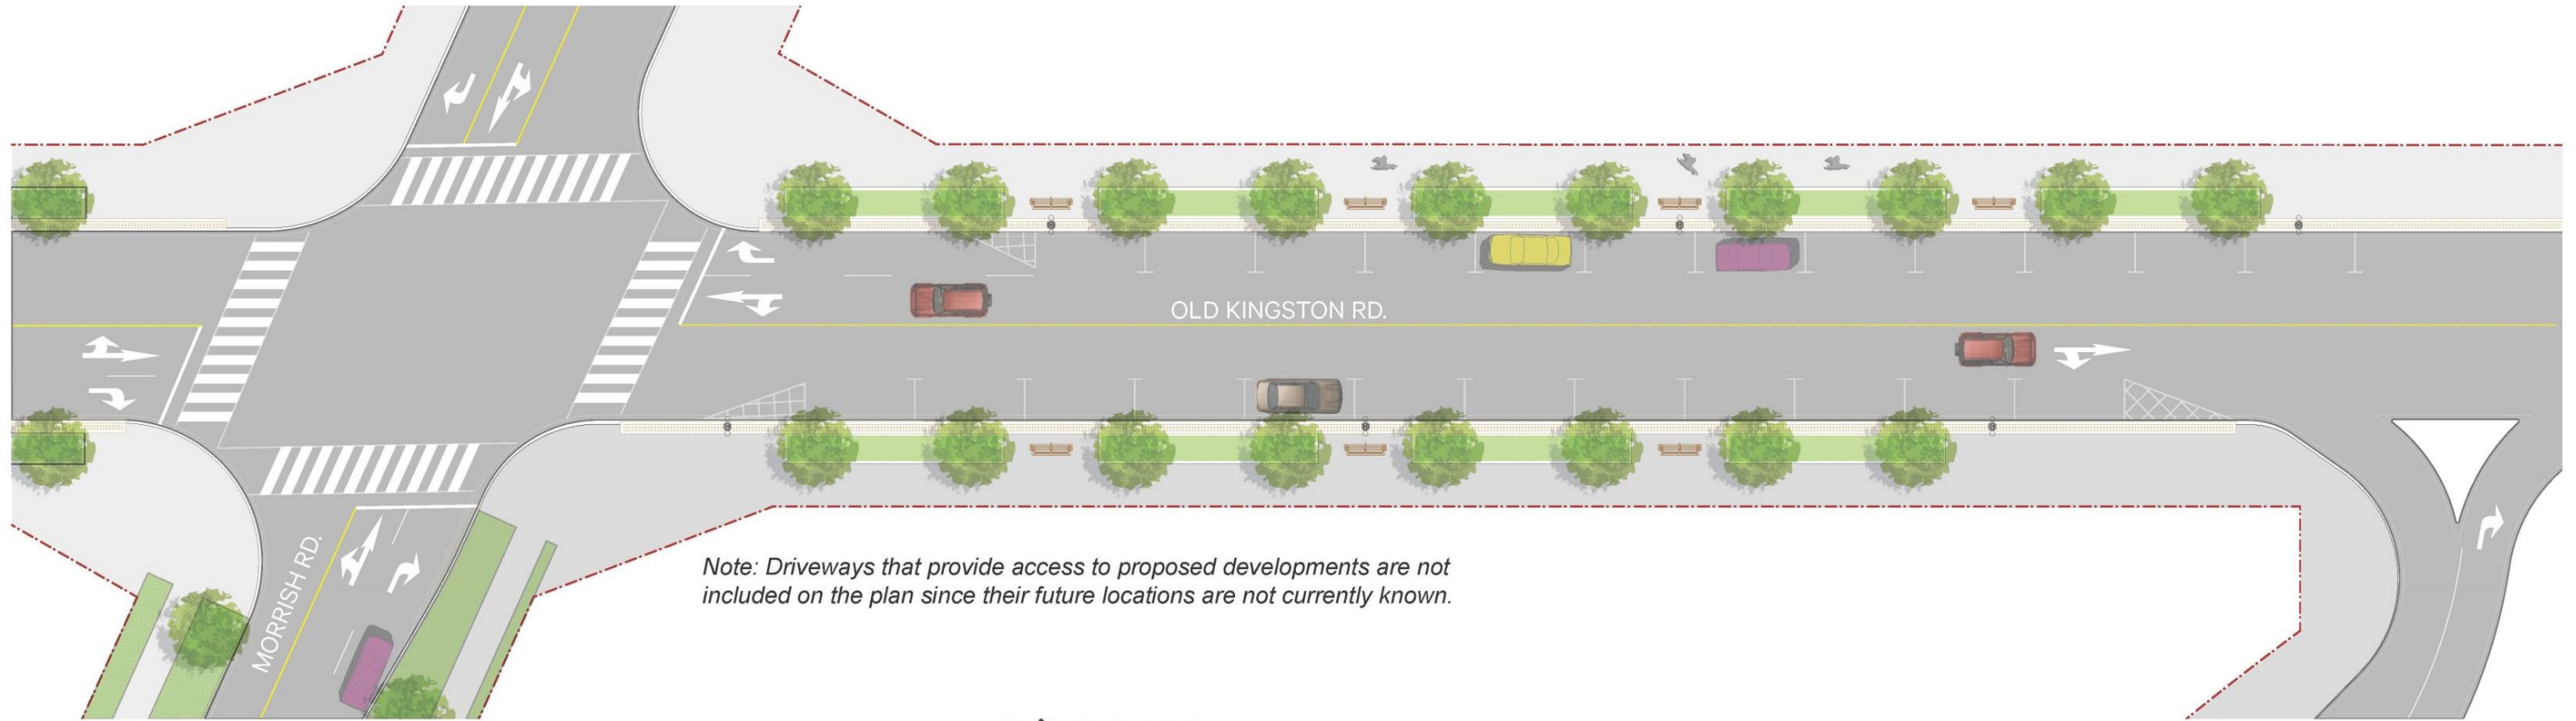 OLD KINGSTON RD.
Note: Driveways that provide access to proposed developments are not
included on the plan since their future locations are not currently known.
MORRISH RD.